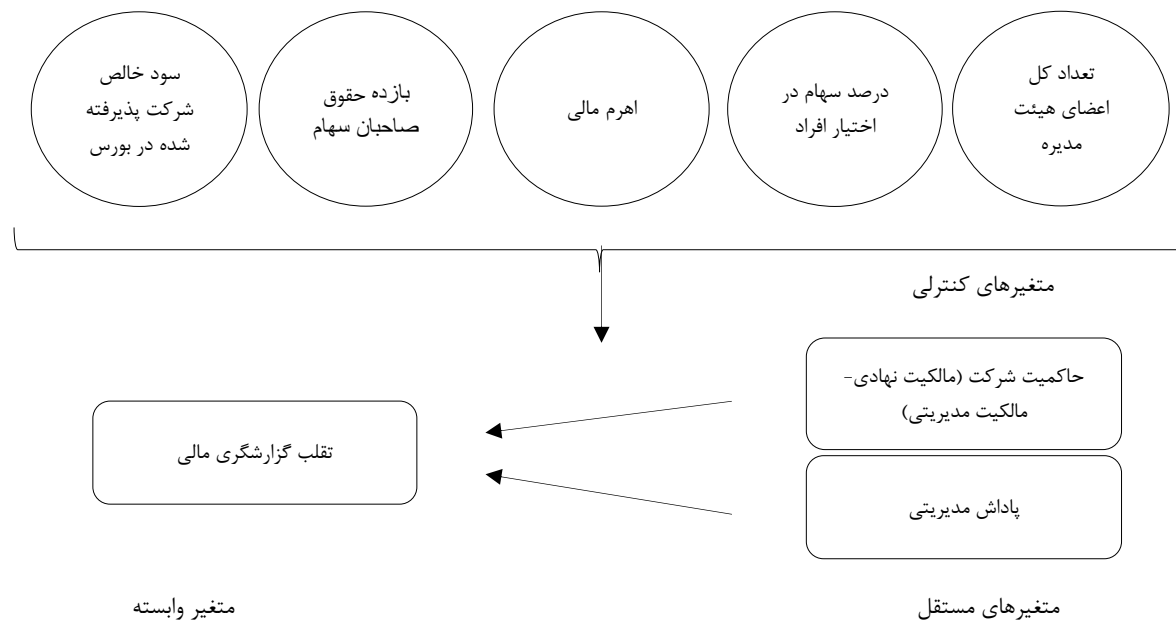 تعداد کل
اعضای هیئت
مدیره
درصد سهام در
اختیار افراد
اهرم مالی
بازده حقوق
صاحبان سهام
سود خالص
شرکت پذیرفته
شده در بورس
متغیرهای کنترلی
حاکمیت شرکت (مالکیت نهادی-
مالکیت مدیریتی)
پاداش مدیریتی
تقلب گزارشگری مالی
متغیرهای مستقل
متغیر وابسته